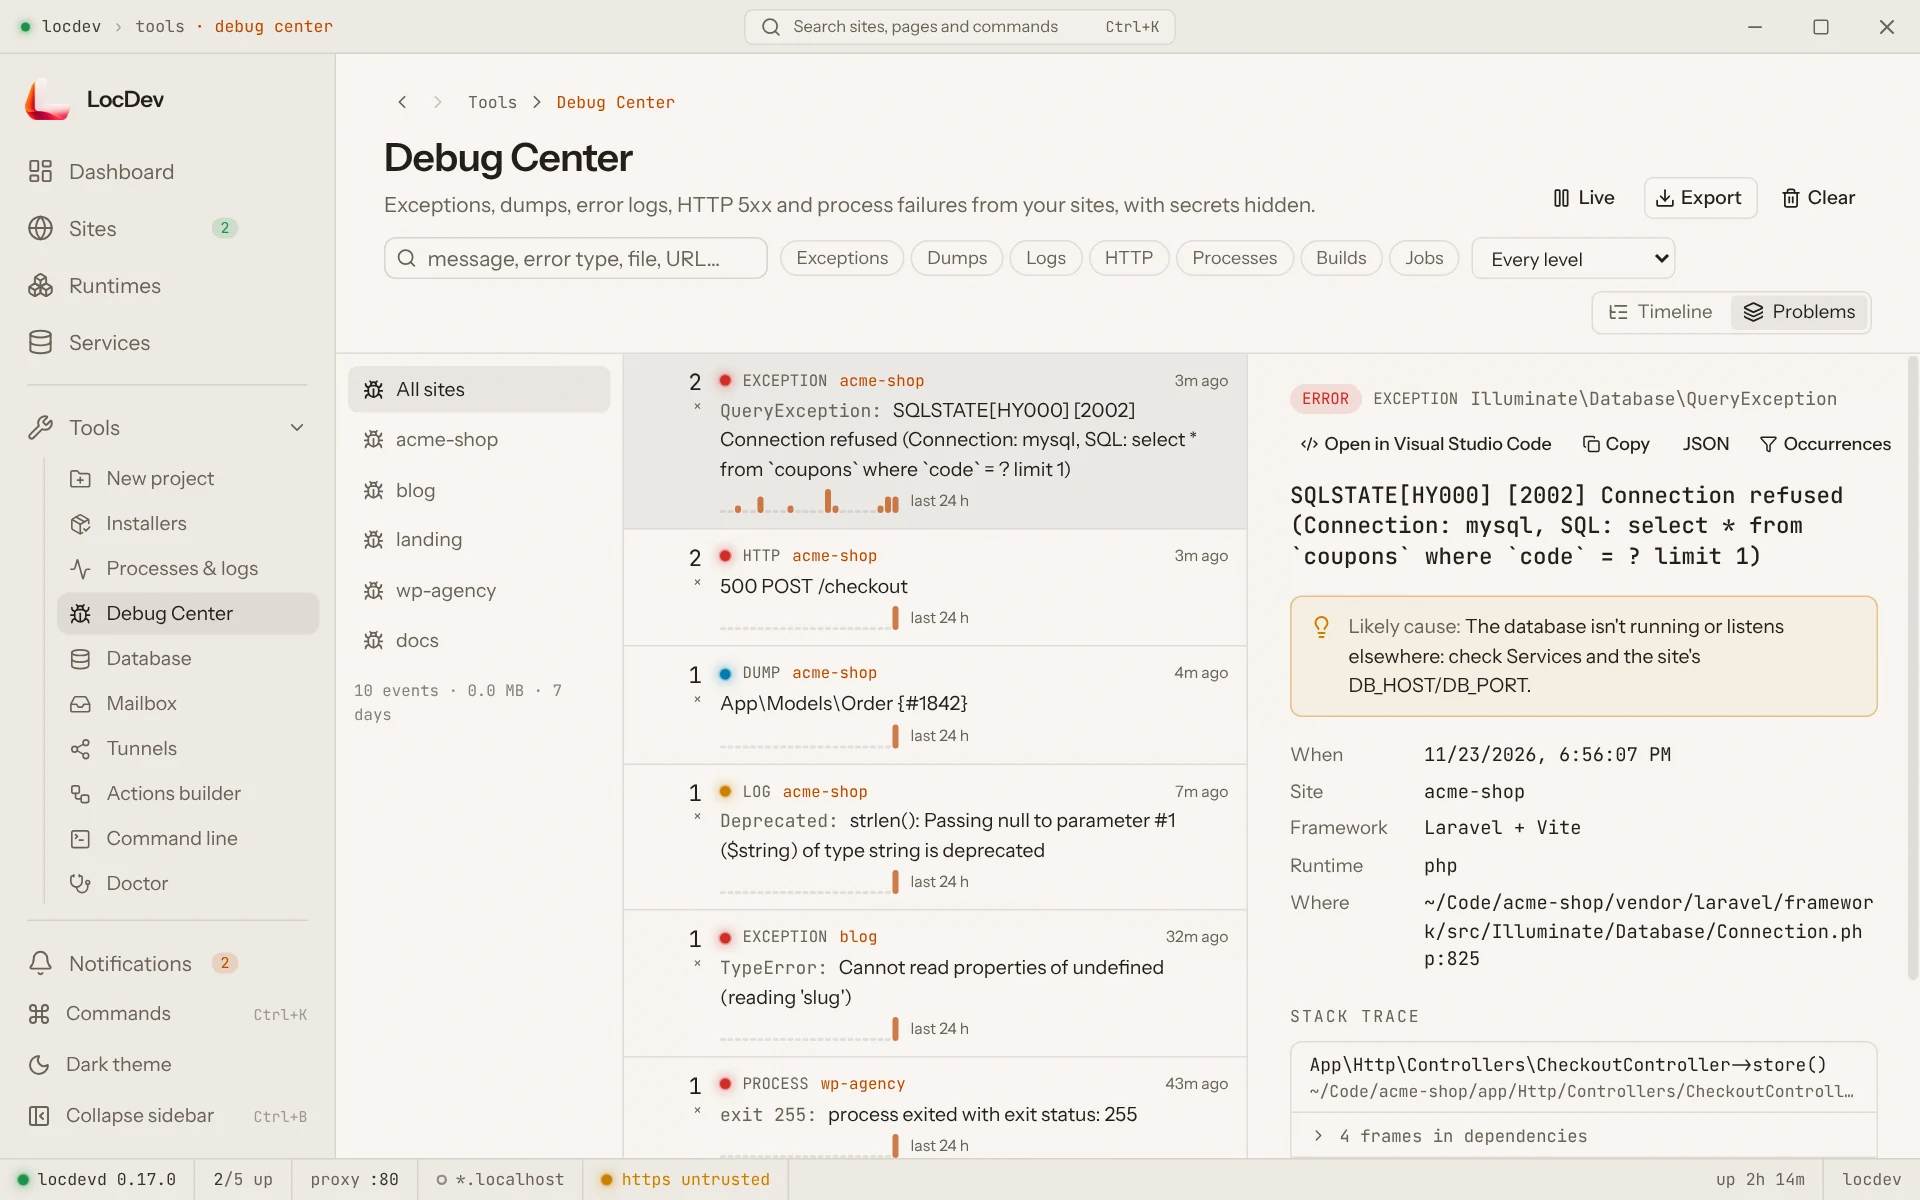 locdev › tools · debug center
Search sites, pages and commands Ctrl+K
LocDev
Dashboard
Sites 2
Runtimes
Services
Tools
New project
Installers
Processes & logs
Debug Center
Database
Mailbox
Tunnels
Actions builder
Command line
Doctor
Notifications 2
Commands Ctrl+K
Dark theme
Collapse sidebar Ctrl+B
Tools > Debug Center
Debug Center
Exceptions, dumps, error logs, HTTP 5xx and process failures from your sites, with secrets hidden.
Live Export Clear
message, error type, file, URL... Exceptions Dumps Logs HTTP Processes Builds Jobs Every level
Timeline Problems
All sites
acme-shop
blog
landing
wp-agency
docs
10 events · 0.0 MB · 7
days
2 × EXCEPTION acme-shop 3m ago
QueryException: SQLSTATE[HY000] [2002]
Connection refused (Connection: mysql, SQL: select *
from `coupons` where `code` = ? limit 1)
last 24 h
2 × HTTP acme-shop 3m ago
500 POST /checkout
last 24 h
1 × DUMP acme-shop 4m ago
App\Models\Order {#1842}
last 24 h
1 × LOG acme-shop 7m ago
Deprecated: strlen(): Passing null to parameter #1
($string) of type string is deprecated
last 24 h
1 × EXCEPTION blog 32m ago
TypeError: Cannot read properties of undefined
(reading 'slug')
last 24 h
1 × PROCESS wp-agency 43m ago
exit 255: process exited with exit status: 255
last 24 h
ERROR EXCEPTION Illuminate\Database\QueryException
Open in Visual Studio Code Copy JSON Occurrences
SQLSTATE[HY000] [2002] Connection refused
(Connection: mysql, SQL: select * from
`coupons` where `code` = ? limit 1)
Likely cause: The database isn't running or listens
elsewhere: check Services and the site's
DB_HOST/DB_PORT.
When 11/23/2026, 6:56:07 PM
Site acme-shop
Framework Laravel + Vite
Runtime php
Where ~/Code/acme-shop/vendor/laravel/framewor
k/src/Illuminate/Database/Connection.ph
p:825
STACK TRACE
App\Http\Controllers\CheckoutController->store()
~/Code/acme-shop/app/Http/Controllers/CheckoutControll…
4 frames in dependencies
locdevd 0.17.0 2/5 up proxy :80 *.localhost https untrusted up 2h 14m locdev